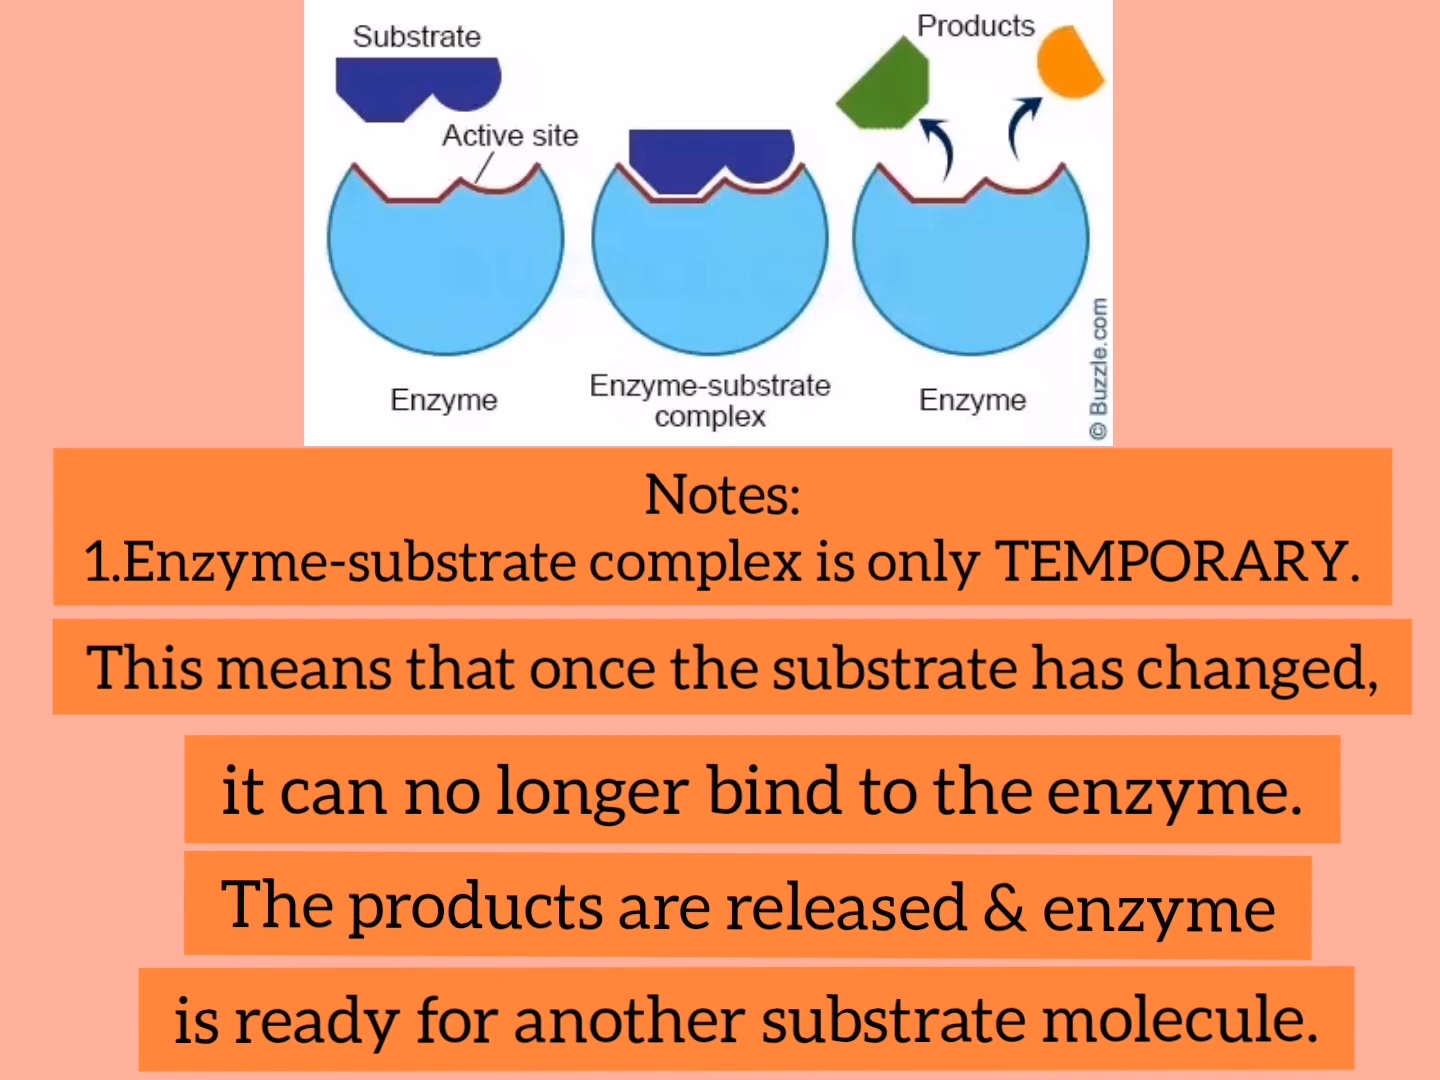 Substrate
Products
Active site
Enzyme
Enzyme-substrate
complex
Enzyme
© Buzzle.com
Notes:
1.Enzyme-substrate complex is only TEMPORARY.
This means that once the substrate has changed,
it can no longer bind to the enzyme.
The products are released & enzyme
is ready for another substrate molecule.